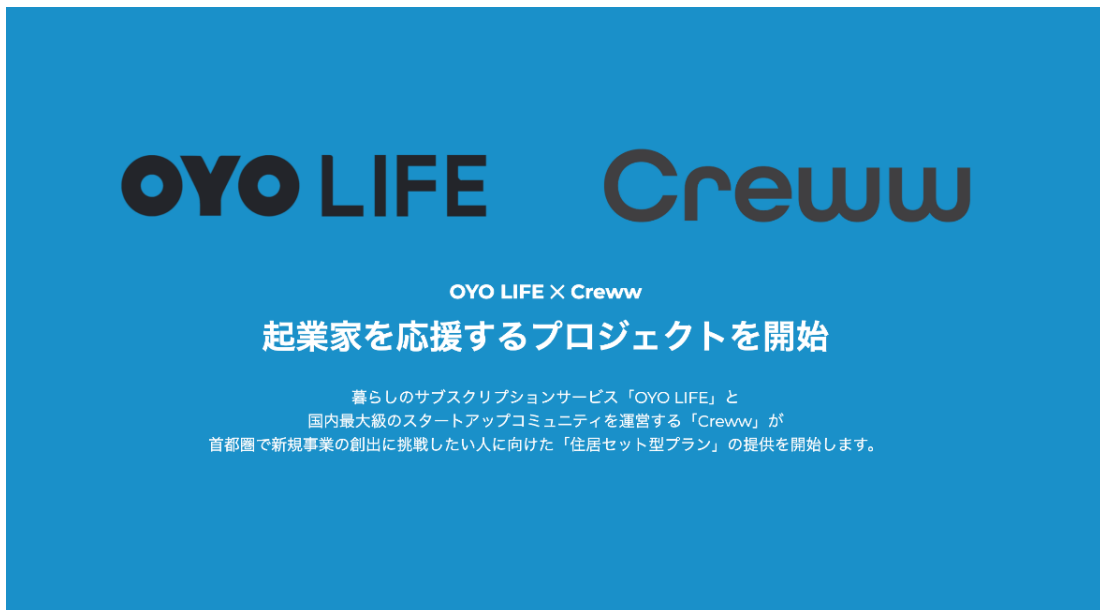 OYO LIFE
Creww
OYO LIFE × Creww
起業家を応援するプロジェクトを開始
暮らしのサブスクリプションサービス「OYO LIFE」と
国内最大級のスタートアップコミュニティを運営する「Creww」が
首都圏で新規事業の創出に挑戦したい人に向けた「住居セット型プラン」の提供を開始します。